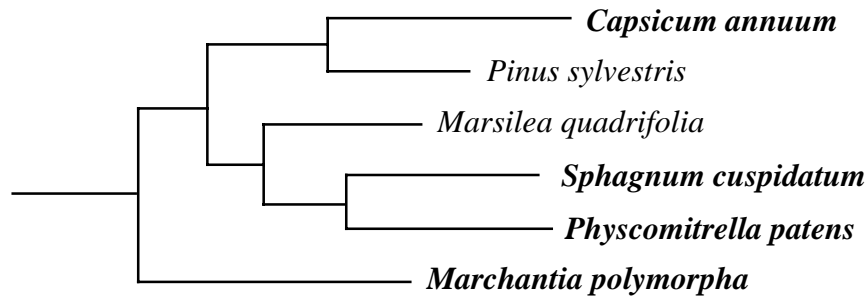 Capsicum annuum
Pinus sylvestris
Marsilea quadrifolia
Sphagnum cuspidatum
Physcomitrella patens
Marchantia polymorpha